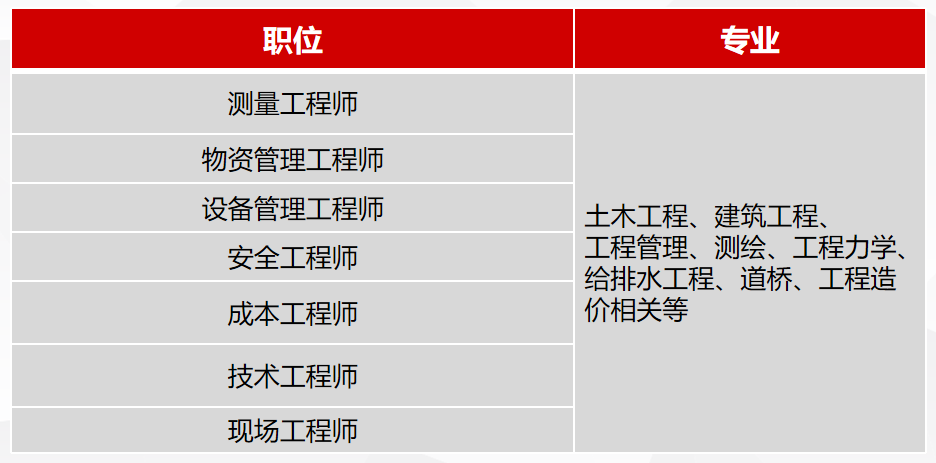 职位
专业
测量工程师
物资管理工程师
设备管理工程师
安全工程师
成本工程师
技术工程师
现场工程师
土木工程、建筑工程、
工程管理、测绘、工程力学、
给排水工程、道桥、工程造
价相关等